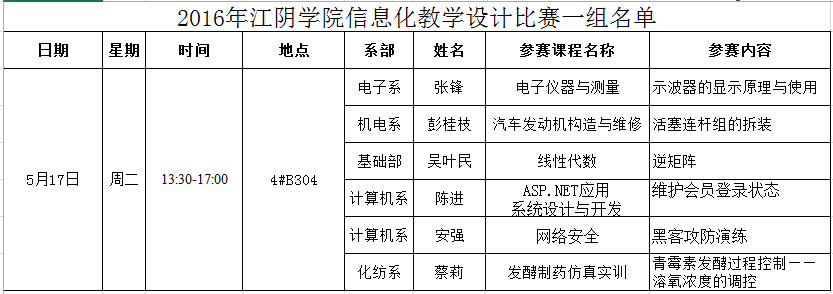 2016年江阴学院信息化教学设计比赛一组名单
日期 星期 时间 地点 系部 姓名 参赛课程名称 参赛内容
5月17日 周二 13:30-17:00 4#B304
电子系 张锋 电子仪器与测量 示波器的显示原理与使用
机电系 彭桂枝 汽车发动机构造与维修 活塞连杆组的拆装
基础部 吴叶民 线性代数 逆矩阵
计算机系 陈进 ASP.NET应用 维护会员登录状态
系统设计与开发
计算机系 安强 网络安全 黑客攻防演练
化纺系 蔡莉 发酵制药仿真实训 青霉素发酵过程控制——
溶氧浓度的调控